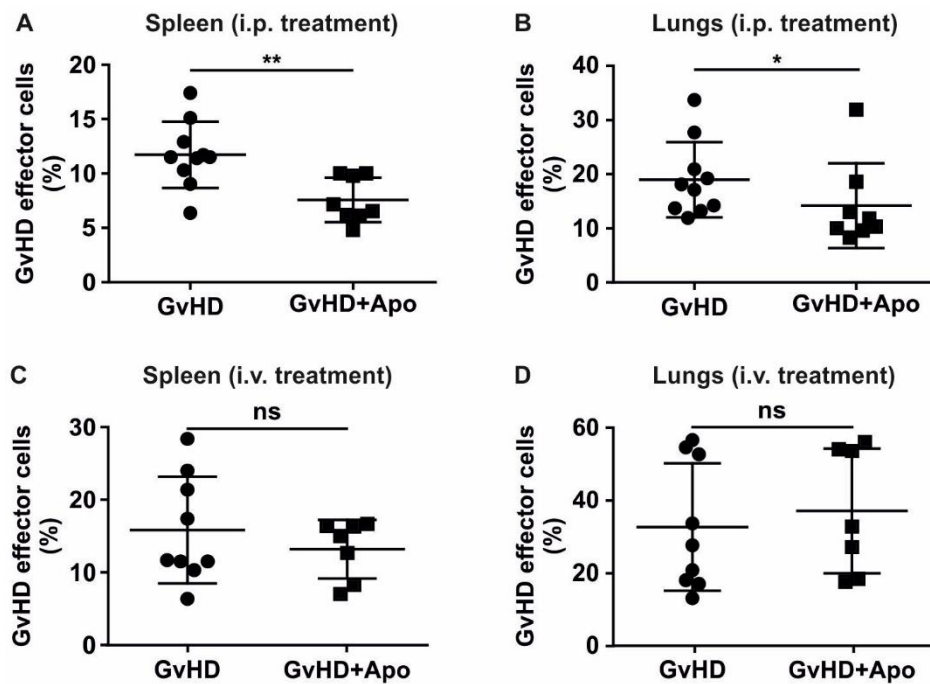 A
Spleen (i.p. treatment)
GvHD effector cells
(%)
20
15
10
5
0
**
GvHD
GvHD+Apo
B
Lungs (i.p. treatment)
GvHD effector cells
(%)
40
30
20
10
0
*
GvHD
GvHD+Apo
C
Spleen (i.v. treatment)
GvHD effector cells
(%)
30
20
10
0
ns
GvHD
GvHD+Apo
D
Lungs (i.v. treatment)
GvHD effector cells
(%)
60
40
20
0
ns
GvHD
GvHD+Apo